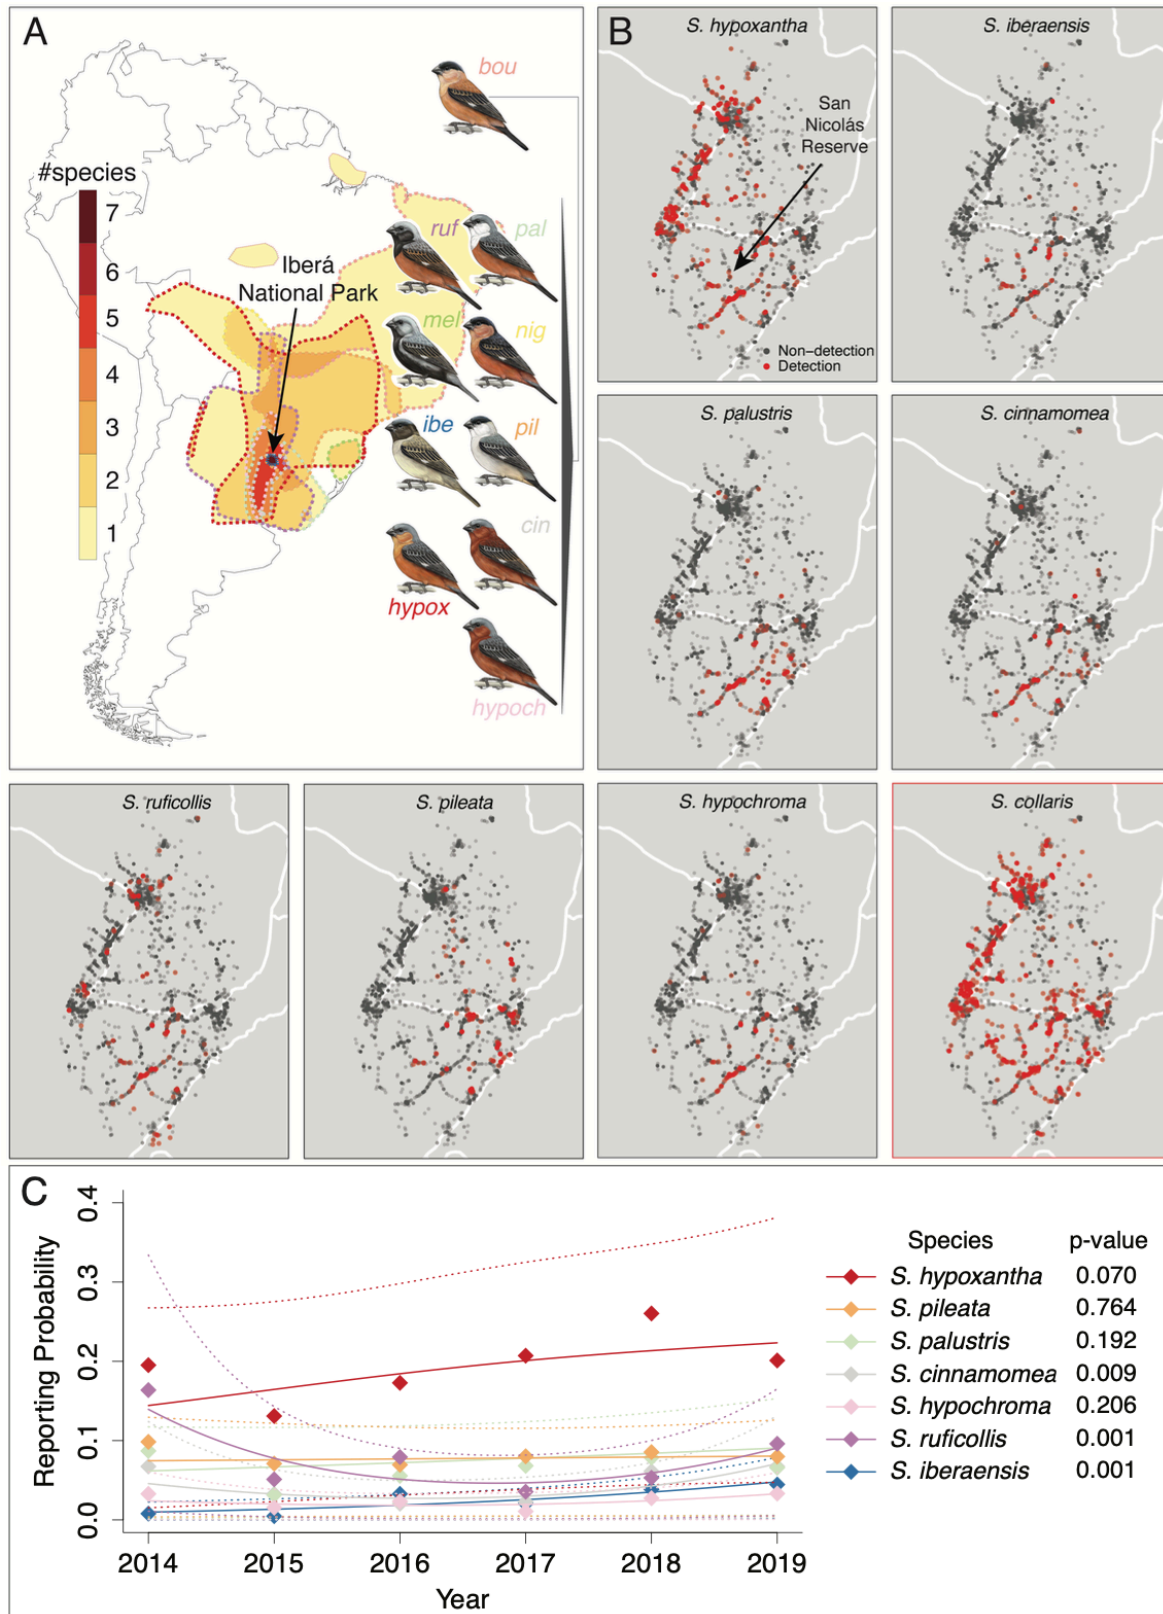 A
bou
#species
7
6
5
4
3
2
1
ruf
pal
Iberá
National Park
mel
nig
ibe
pil
cin
hypox
hypoch
B
S. hypoxantha
San
Nicolás
Reserve
Non-detection
Detection
S. iberaensis
S. palustris
S. cinnamomea
S. ruficollis
S. pileata
S. hypochroma
S. collaris
C
Reporting Probability
0.4
0.3
0.2
0.1
0.0
2014
2015
2016
2017
2018
2019
Year
Species p-value
S. hypoxantha 0.070
S. pileata 0.764
S. palustris 0.192
S. cinnamomea 0.009
S. hypochroma 0.206
S. ruficollis 0.001
S. iberaensis 0.001